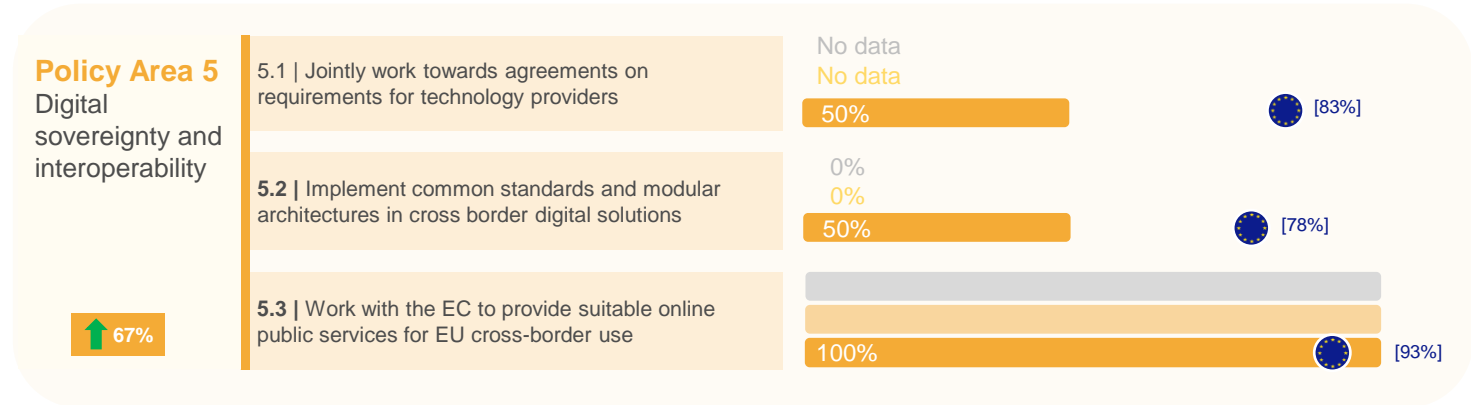 Policy Area 5
Digital
sovereignty and
interoperability
67%
5.1 | Jointly work towards agreements on
requirements for technology providers
No data
No data
50%
[83%]
5.2 | Implement common standards and modular
architectures in cross border digital solutions
0%
0%
50%
[78%]
5.3 | Work with the EC to provide suitable online
public services for EU cross-border use
100%
[93%]